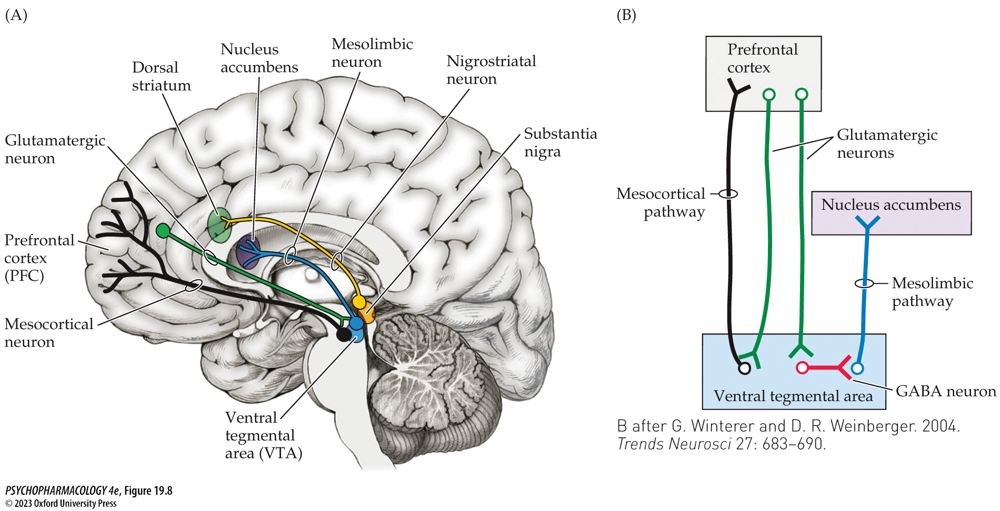 (A)
Dorsal
striatum
Nucleus
accumbens
Mesolimbic
neuron
Nigrostriatal
neuron
Substantia
nigra
Glutamatergic
neuron
Prefrontal
cortex
(PFC)
Mesocortical
neuron
Ventral
tegmental
area (VTA)
(B)
Prefrontal
cortex
Glutamatergic
neurons
Mesocortical
pathway
Nucleus accumbens
Mesolimbic
pathway
GABA neuron
Ventral tegmental area
B after G. Winterer and D. R. Weinberger. 2004.
Trends Neurosci 27: 683–690.
PSYCHOPHARMACOLOGY 4e, Figure 19.8
© 2023 Oxford University Press